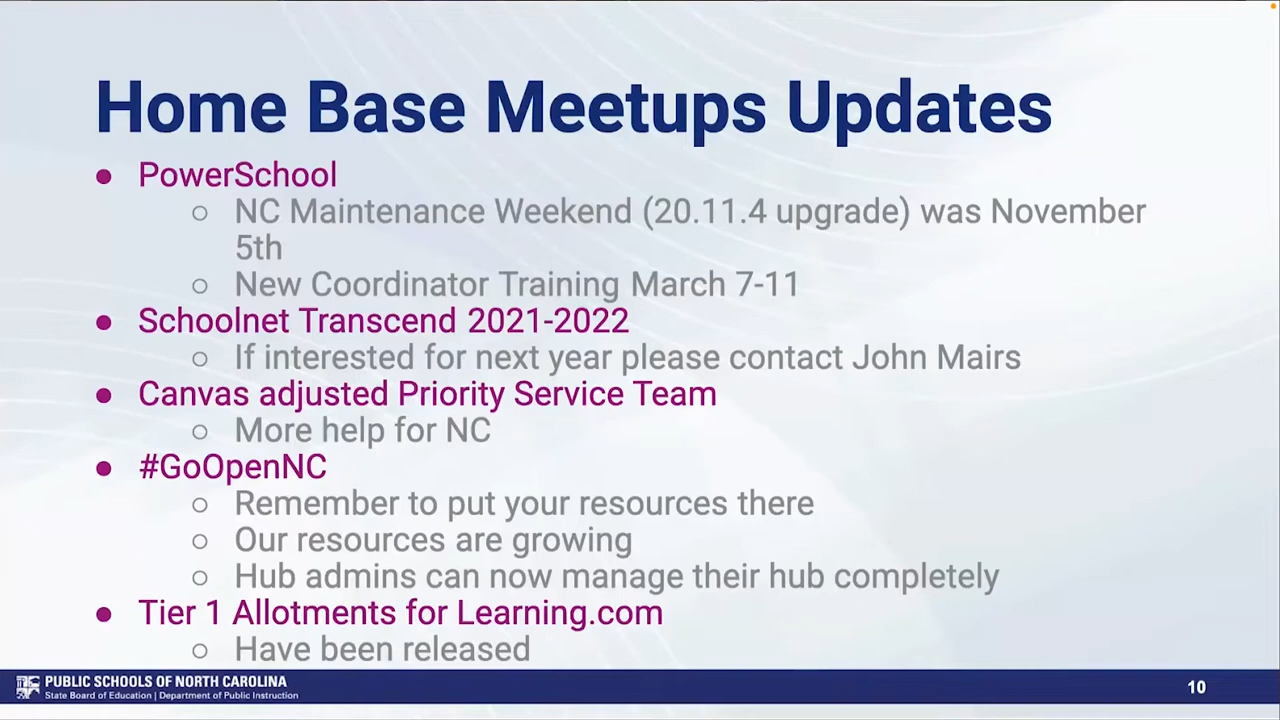 Home Base Meetups Updates
● PowerSchool
○ NC Maintenance Weekend (20.11.4 upgrade) was November
5th
○ New Coordinator Training March 7-11
● Schoolnet Transcend 2021-2022
○ If interested for next year please contact John Mairs
● Canvas adjusted Priority Service Team
○ More help for NC
● #GoOpenNC
○ Remember to put your resources there
○ Our resources are growing
○ Hub admins can now manage their hub completely
● Tier 1 Allotments for Learning.com
○ Have been released
PUBLIC SCHOOLS OF NORTH CAROLINA
State Board of Education | Department of Public Instruction
10